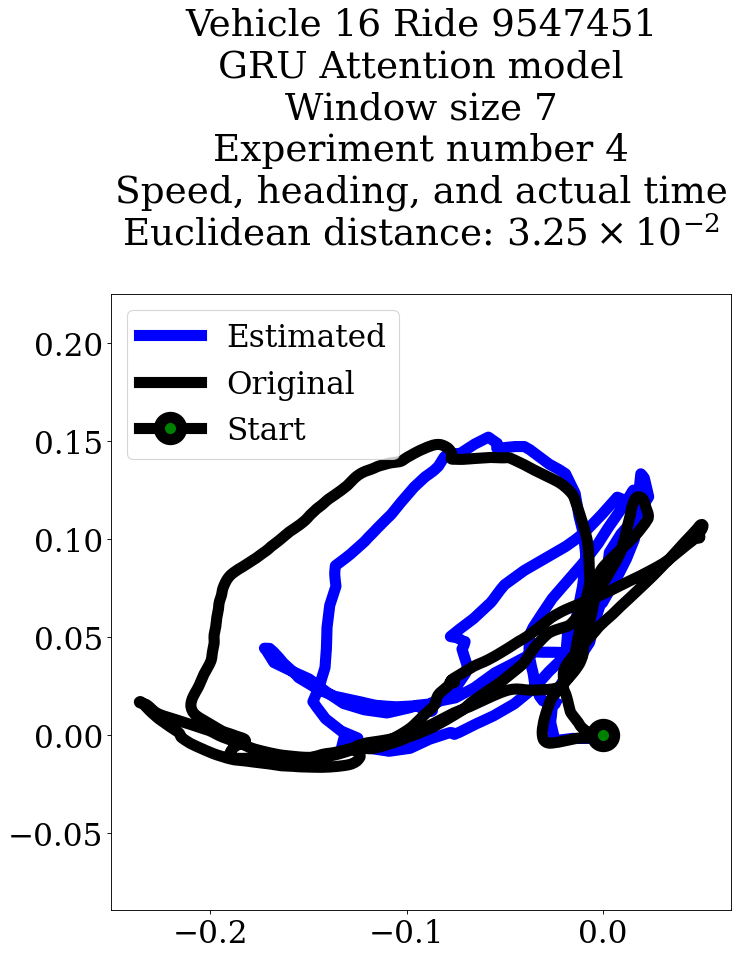 Vehicle 16 Ride 9547451
GRU Attention model
Window size 7
Experiment number 4
Speed, heading, and actual time
Euclidean distance: 3.25 × 10⁻²
Estimated
Original
Start
0.20
0.15
0.10
0.05
0.00
−0.05
−0.2
−0.1
0.0